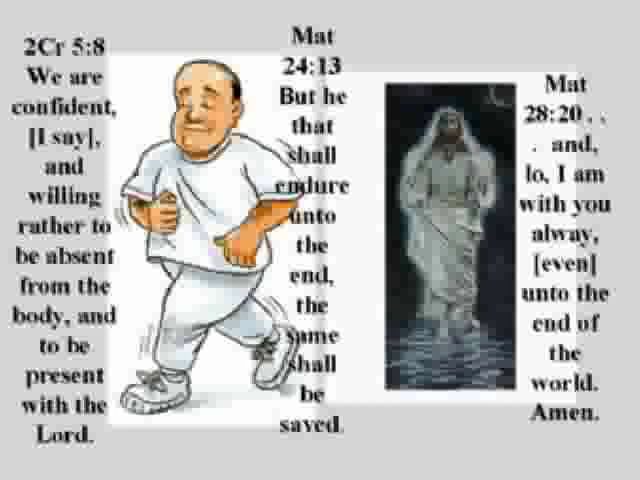 2Cr 5:8
We are
confident,
[I say],
and
willing
rather to
be absent
from the
body, and
to be
present
with the
Lord.
Mat
24:13
But he
that
shall
endure
unto
the
end,
the
same
shall
be
saved.
Mat
28:20 . .
. and,
lo, I am
with you
alway,
[even]
unto the
end of
the
world.
Amen.